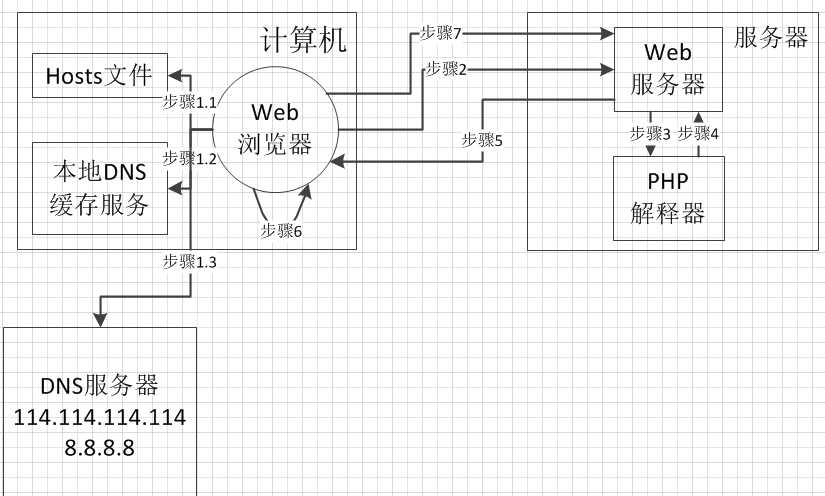 计算机
Hosts文件
步骤1.1
Web
浏览器
步骤1.2
本地DNS
缓存服务
步骤6
步骤1.3
DNS服务器
114.114.114.114
8.8.8.8
步骤7
步骤2
步骤5
服务器
Web
服务器
步骤3
步骤4
PHP
解释器